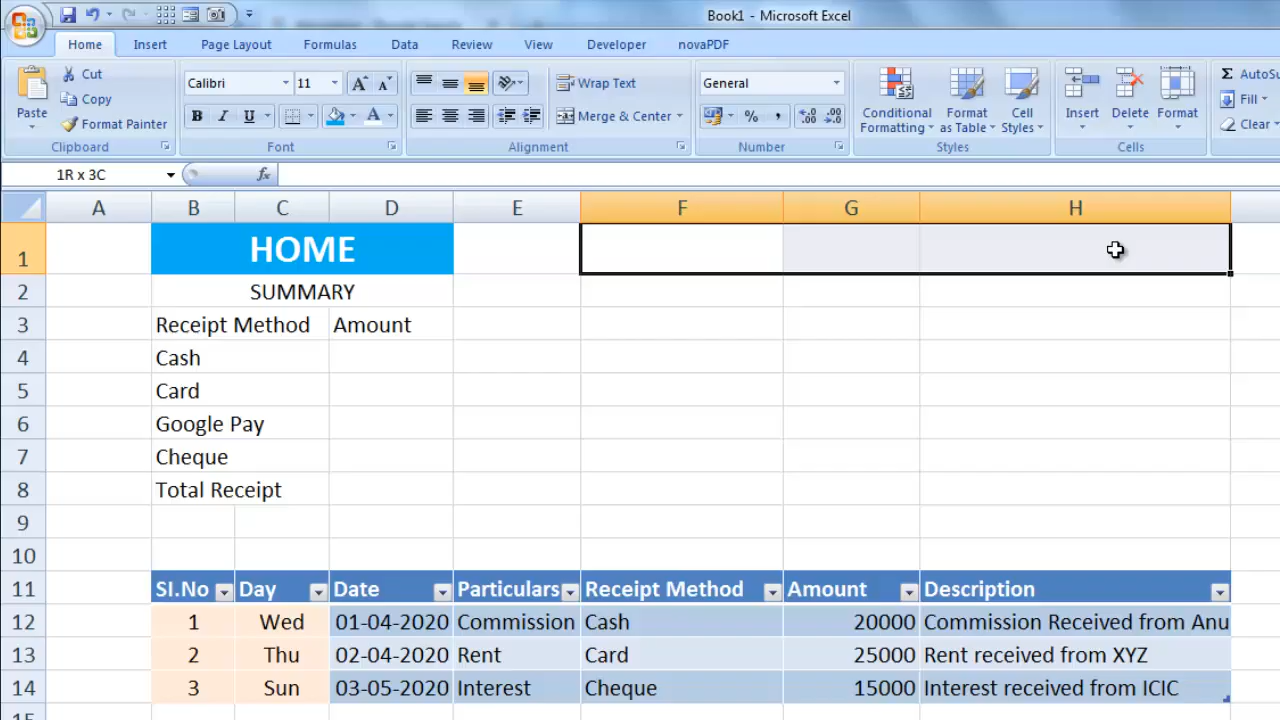 Book1 - Microsoft Excel
Home Insert Page Layout Formulas Data Review View Developer novaPDF
Paste
Cut
Copy
Format Painter
Clipboard
Calibri 11
B I U
Font
Wrap Text
Merge & Center
Alignment
General
%
Number
Conditional Formatting
Format as Table
Cell Styles
Styles
Insert Delete Format
Cells
Σ AutoSu
Fill
Clear
1R x 3C fx
A B C D E F G H
1 HOME
2 SUMMARY
3 Receipt Method Amount
4 Cash
5 Card
6 Google Pay
7 Cheque
8 Total Receipt
9
10
11 SI.No Day Date Particulars Receipt Method Amount Description
12 1 Wed 01-04-2020 Commission Cash 20000 Commission Received from Anu
13 2 Thu 02-04-2020 Rent Card 25000 Rent received from XYZ
14 3 Sun 03-05-2020 Interest Cheque 15000 Interest received from ICIC
15